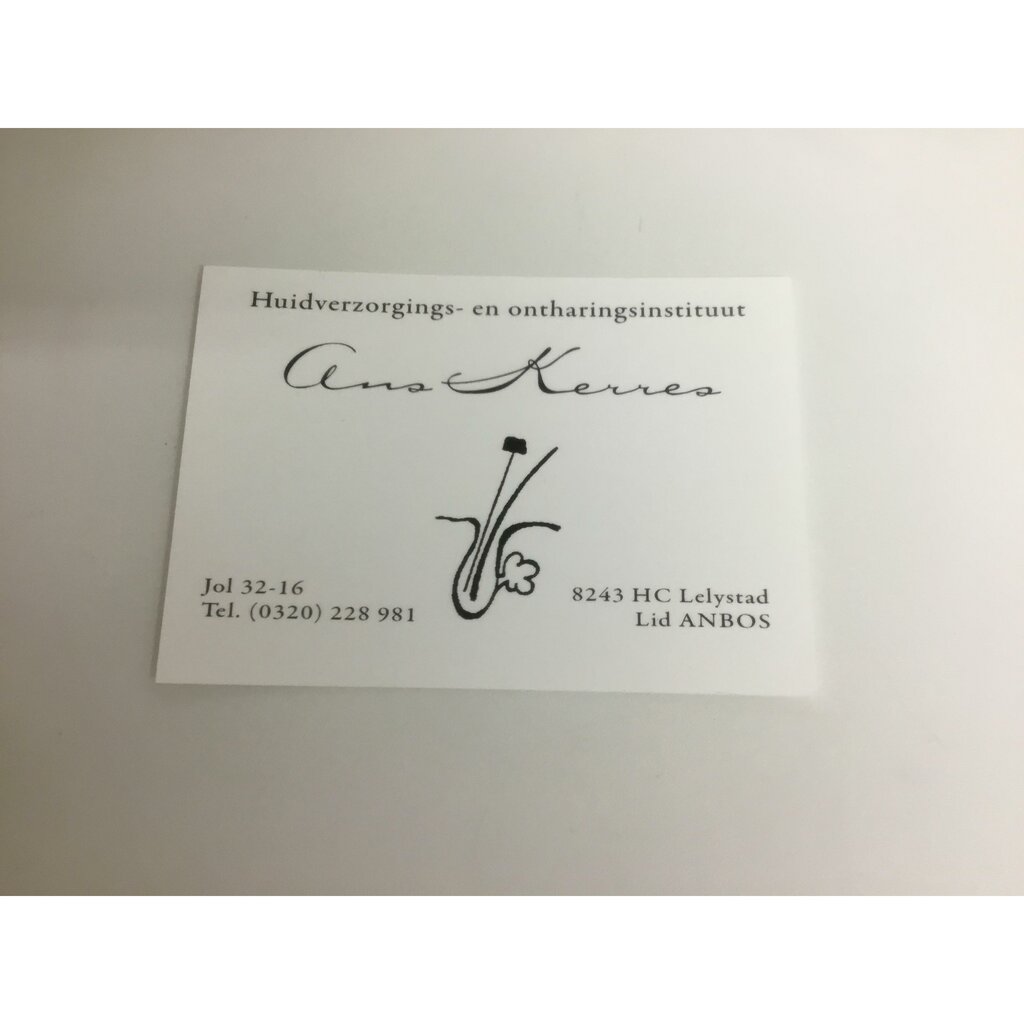 Huidverzorgings- en ontharingsinstituut
Ans Kerres
Jol 32-16
Tel. (0320) 228 981
8243 HC Lelystad
Lid ANBOS